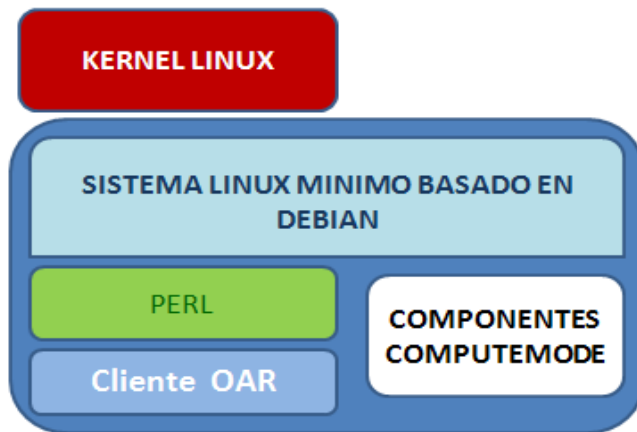 KERNEL LINUX
SISTEMA LINUX MINIMO BASADO EN
DEBIAN
PERL
Cliente OAR
COMPONENTES
COMPUTEMODE